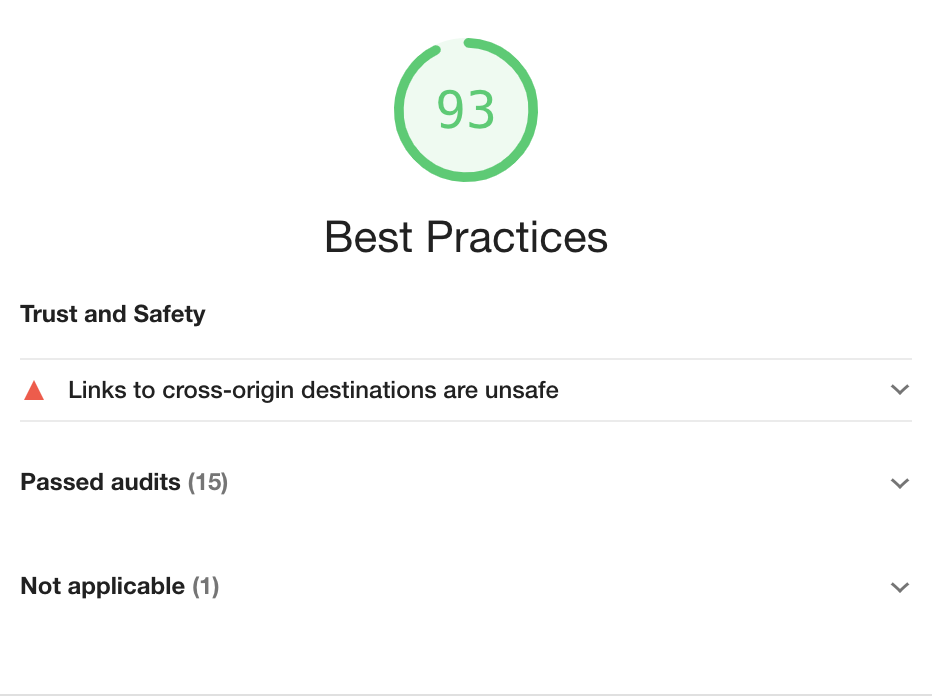 93
Best Practices
Trust and Safety
Links to cross-origin destinations are unsafe
Passed audits (15)
Not applicable (1)